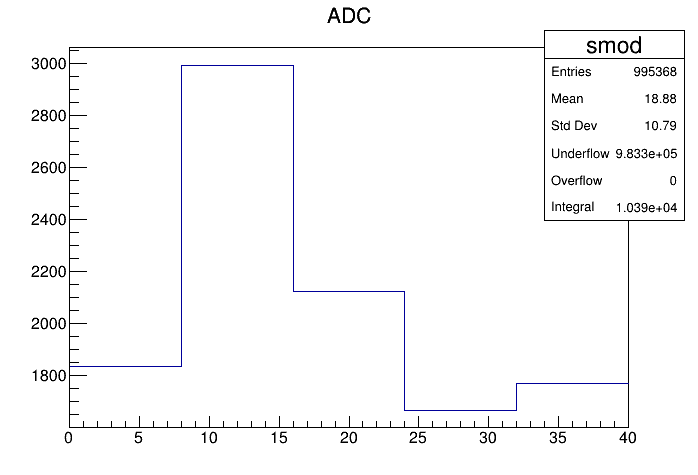 ADC
smod
Entries 995368
Mean 18.88
Std Dev 10.79
Underflow 9.833e+05
Overflow 0
Integral 1.039e+04
3000
2800
2600
2400
2200
2000
1800
0 5 10 15 20 25 30 35 40